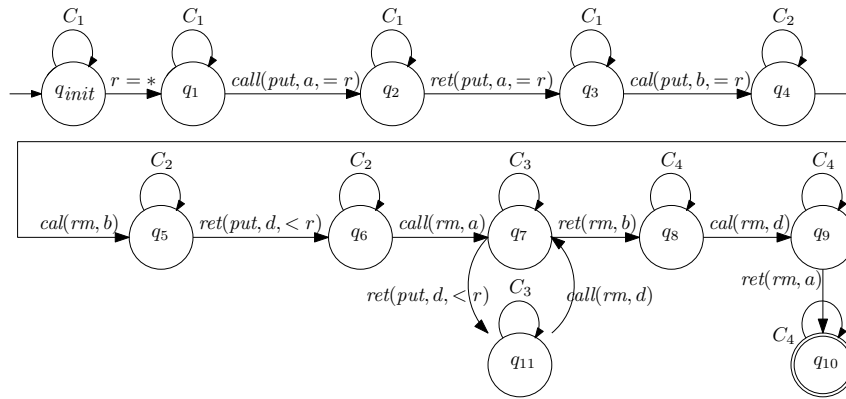 C₁ C₁ C₁ C₁ C₂
q_init r = * q₁ call(put, a, = r) q₂ ret(put, a, = r) q₃ cal(put, b, = r) q₄
C₂ C₂ C₃ C₄ C₄
cal(rm, b) q₅ ret(put, d, < r) q₆ call(rm, a) q₇ ret(rm, b) q₈ cal(rm, d) q₉
ret(put, d, < r) C₃ call(rm, d) ret(rm, a)
q₁₁ C₄ q₁₀